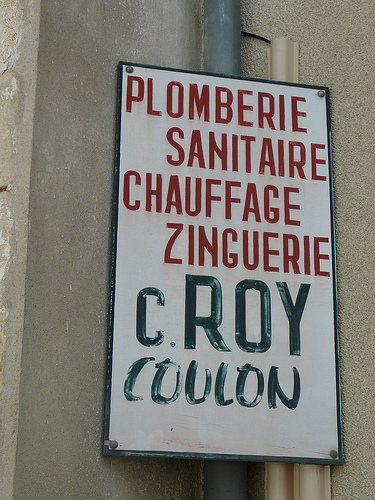 PLOMBERIE
SANITAIRE
CHAUFFAGE
ZINGUERIE
C. ROY
COULON